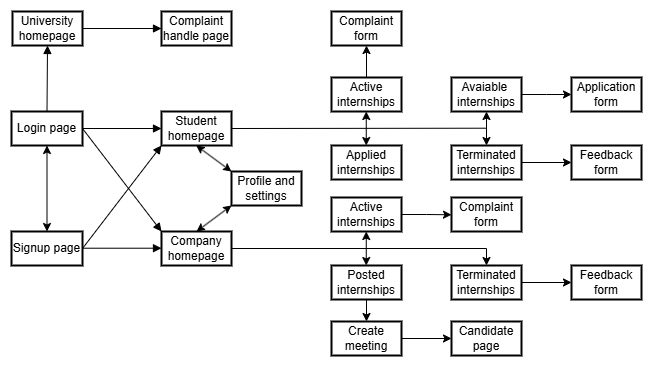 University
homepage
Complaint
handle page
Complaint
form
Active
internships
Avaiable
internships
Application
form
Login page
Student
homepage
Applied
internships
Terminated
internships
Feedback
form
Profile and
settings
Active
internships
Complaint
form
Signup page
Company
homepage
Posted
internships
Terminated
internships
Feedback
form
Create
meeting
Candidate
page